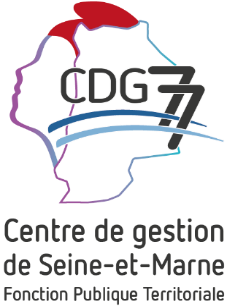 CDG77
Centre de gestion
de Seine-et-Marne
Fonction Publique Territoriale